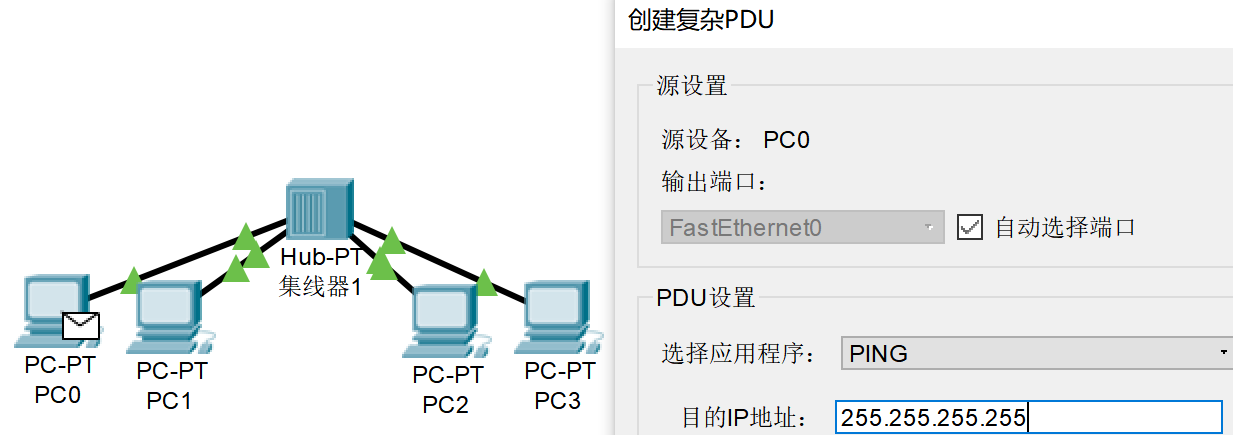 Hub-PT
集线器1
PC-PT
PC0
PC-PT
PC1
PC-PT
PC2
PC-PT
PC3
创建复杂PDU
源设置
源设备： PC0
输出端口：
FastEthernet0 自动选择端口
PDU设置
选择应用程序： PING
目的IP地址： 255.255.255.255